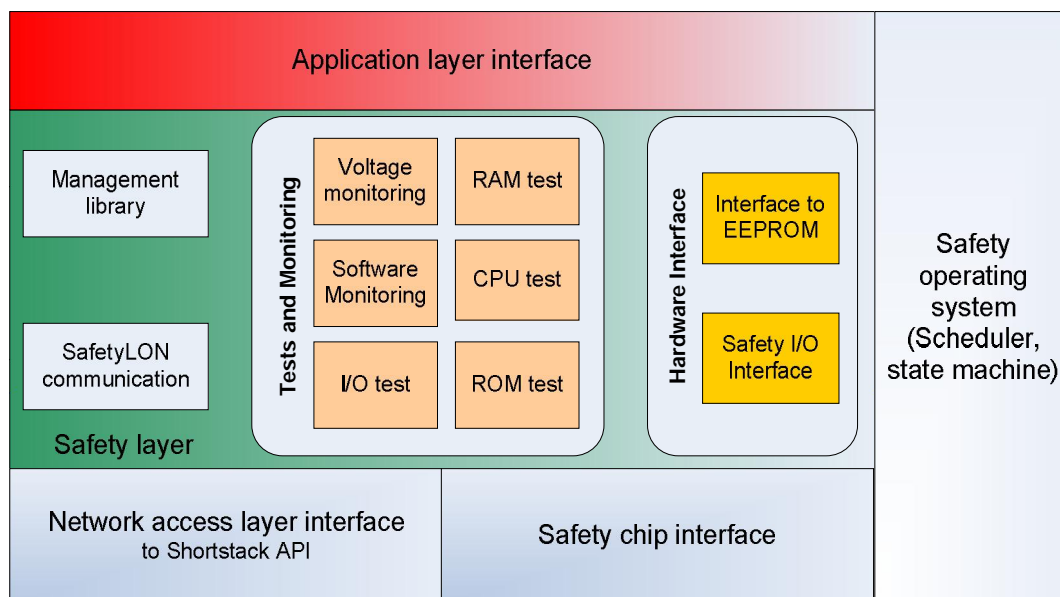 Application layer interface
Management
library
SafetyLON
communication
Safety layer
Tests and Monitoring
Voltage
monitoring
RAM test
Software
Monitoring
CPU test
I/O test
ROM test
Hardware Interface
Interface to
EEPROM
Safety I/O
Interface
Safety
operating
system
(Scheduler,
state machine)
Network access layer interface
to Shortstack API
Safety chip interface